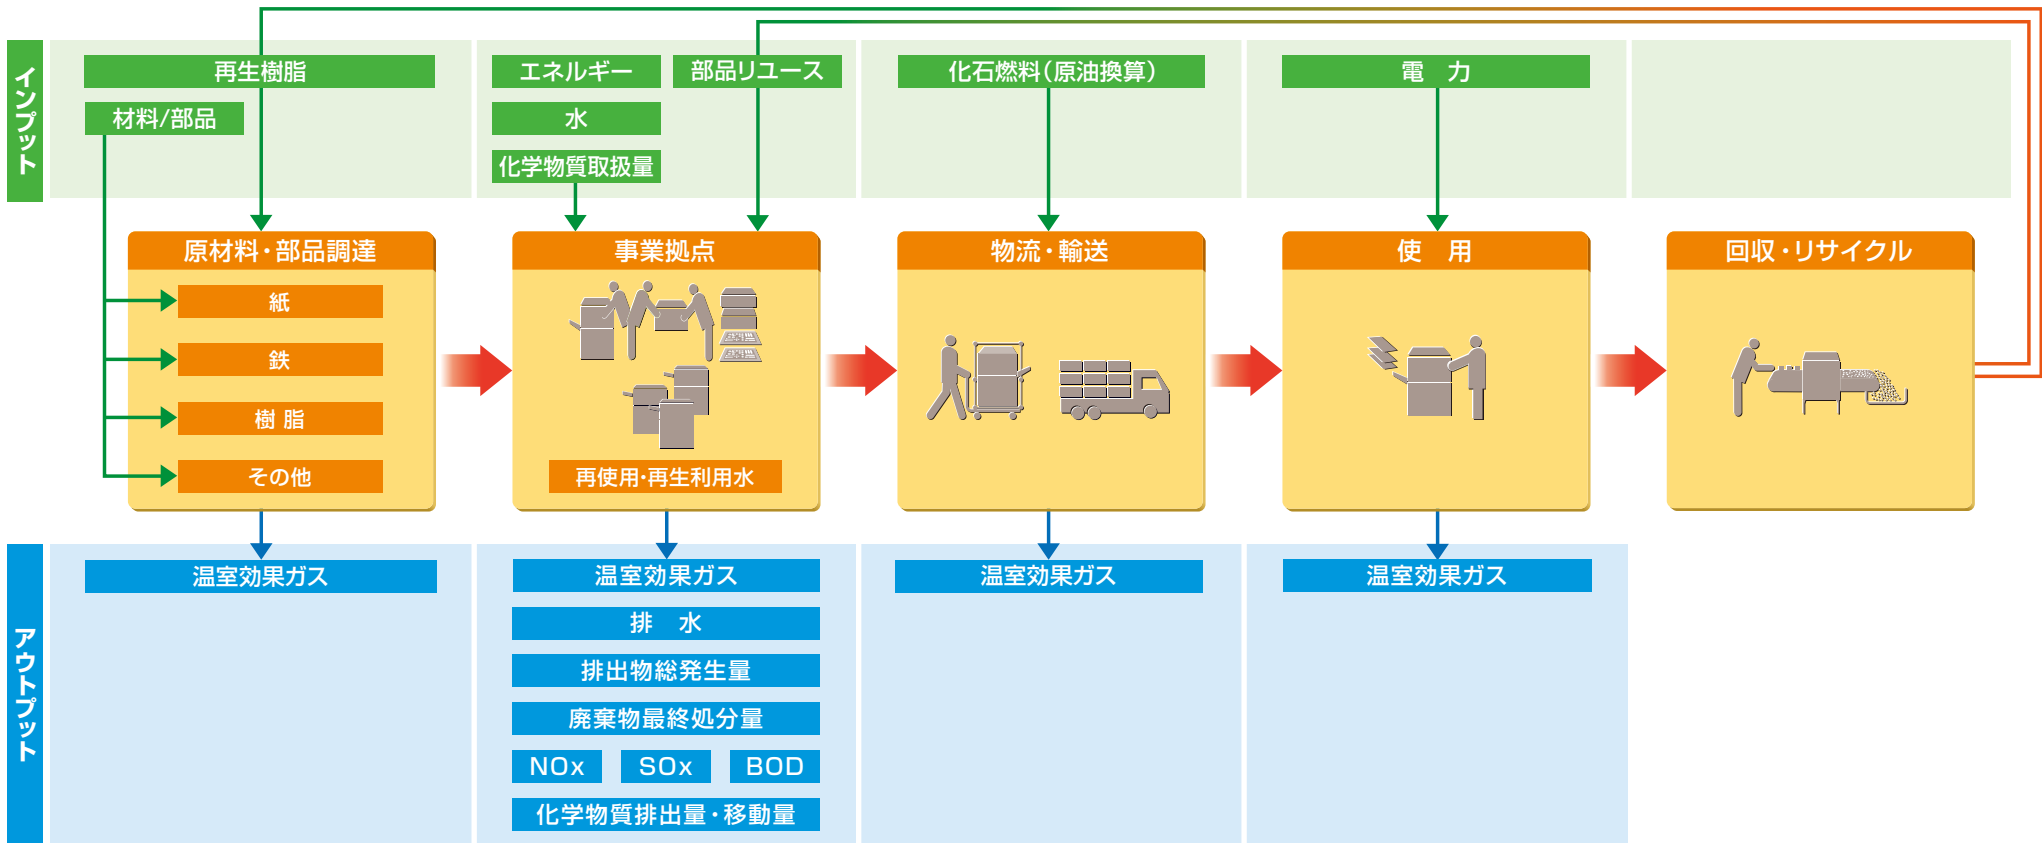 インプット
再生樹脂
材料/部品
エネルギー
水
化学物質取扱量
部品リユース
化石燃料（原油換算）
電　力
原材料・部品調達
紙
鉄
樹 脂
その他
事業拠点
再使用・再生利用水
物流・輸送
使　用
回収・リサイクル
アウトプット
温室効果ガス
温室効果ガス
排　水
排出物総発生量
廃棄物最終処分量
NOx SOx BOD
化学物質排出量・移動量
温室効果ガス
温室効果ガス